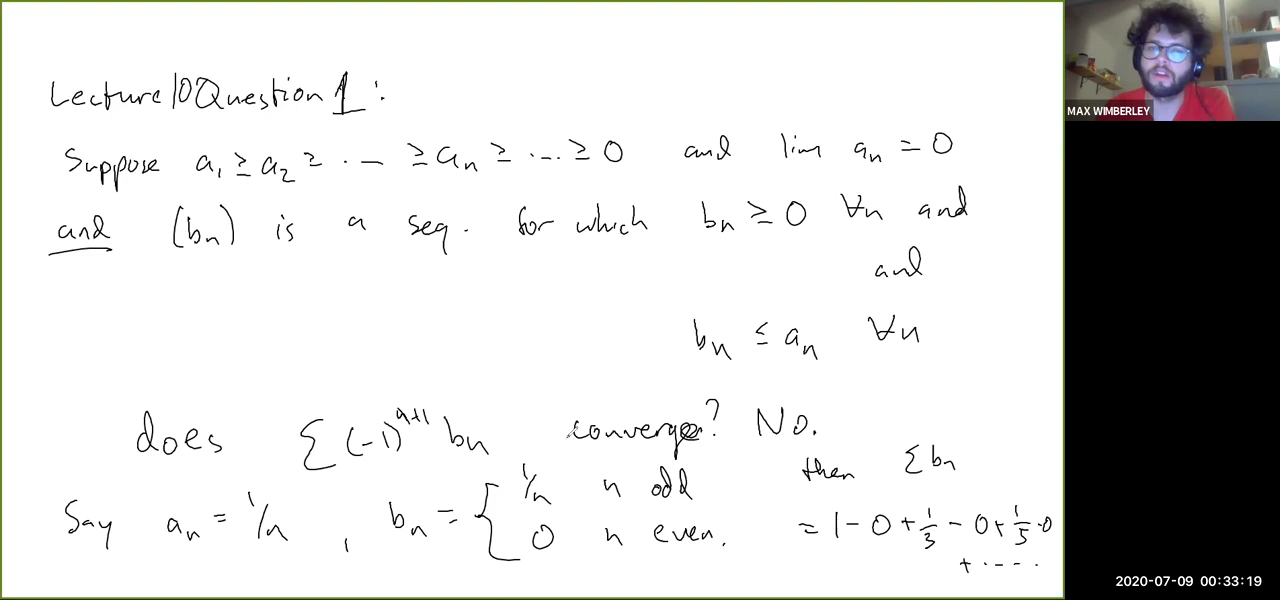 Lecture 10 Question 1:
Suppose a₁ ≥ a₂ ≥ .... ≥ aₙ ≥ .... ≥ 0 and lim aₙ = 0
and (bₙ) is a seq. for which bₙ ≥ 0 ∀n and
and
bₙ ≤ aₙ ∀n
does Σ (-1)ⁿ⁺¹ bₙ converge? No.
then Σ bₙ
Say aₙ = 1/n , bₙ = { 1/n n odd
0 n even.
= 1 - 0 + 1/3 - 0 + 1/5 - 0
+ ....
MAX WIMBERLEY
2020-07-09 00:33:19